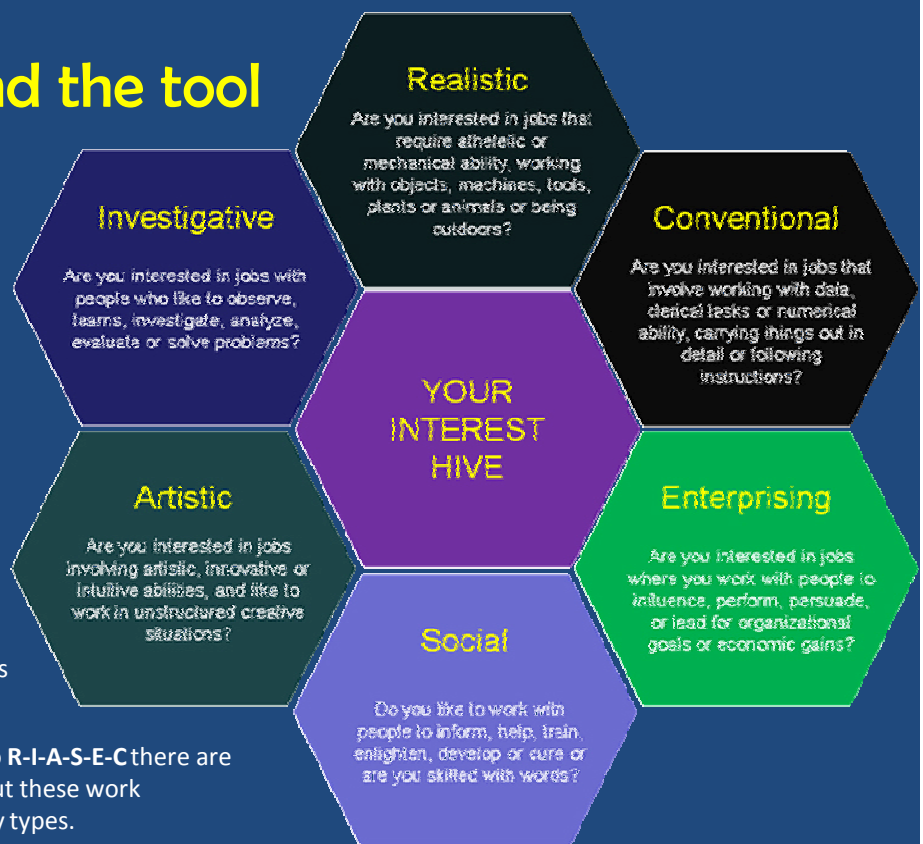 nd the tool
Realistic
Are you interested in jobs that
require athetetic or
mechanical ability, working
with objects, machines, tools,
plants or animals or being
outdoors?
Investigative
Are you interested in jobs with
people who like to observe,
learns, investigate, analyze,
evaluate or solve problems?
Conventional
Are you interested in jobs that
involve working with data,
clerical tasks or numerical
ability, carrying things out in
detail or following
instructions?
YOUR
INTEREST
HIVE
Artistic
Are you interested in jobs
involving artistic, innovative or
intuitive abilities, and like to
work in unstructured creative
situations?
Enterprising
Are you interested in jobs
where you work with people to
influence, perform, persuade,
or lead for organizational
goals or economic gains?
Social
Do you like to work with
people to inform, help, train,
enlighten, develop or cure or
are you skilled with words?
s
R-I-A-S-E-C there are
ut these work
y types.